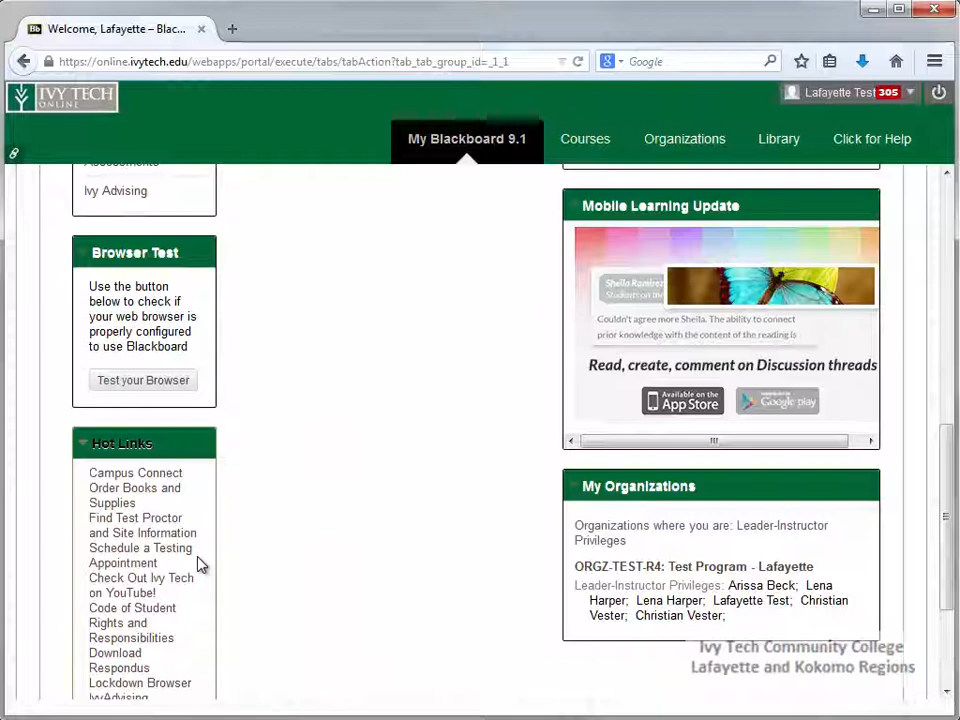 Welcome, Lafayette – Blac...
https://online.ivytech.edu/webapps/portal/execute/tabs/tabAction?tab_tab_group_id=_1_1
Google
IVY TECH
ONLINE
Lafayette Test 305
My Blackboard 9.1
Courses
Organizations
Library
Click for Help
Assessments
Ivy Advising
Browser Test
Use the button
below to check if
your web browser is
properly configured
to use Blackboard
Test your Browser
Hot Links
Campus Connect
Order Books and
Supplies
Find Test Proctor
and Site Information
Schedule a Testing
Appointment
Check Out Ivy Tech
on YouTube!
Code of Student
Rights and
Responsibilities
Download
Respondus
Lockdown Browser
IvyAdvising
Mobile Learning Update
Sheila Ramirez
Student on the
Couldn't agree more Sheila. The ability to connect
prior knowledge with the content of the reading is
Read, create, comment on Discussion threads
Available on the
App Store
Google play
My Organizations
Organizations where you are: Leader-Instructor
Privileges
ORGZ-TEST-R4: Test Program - Lafayette
Leader-Instructor Privileges: Arissa Beck; Lena
Harper; Lena Harper; Lafayette Test; Christian
Vester; Christian Vester;
Ivy Tech Community College
Lafayette and Kokomo Regions